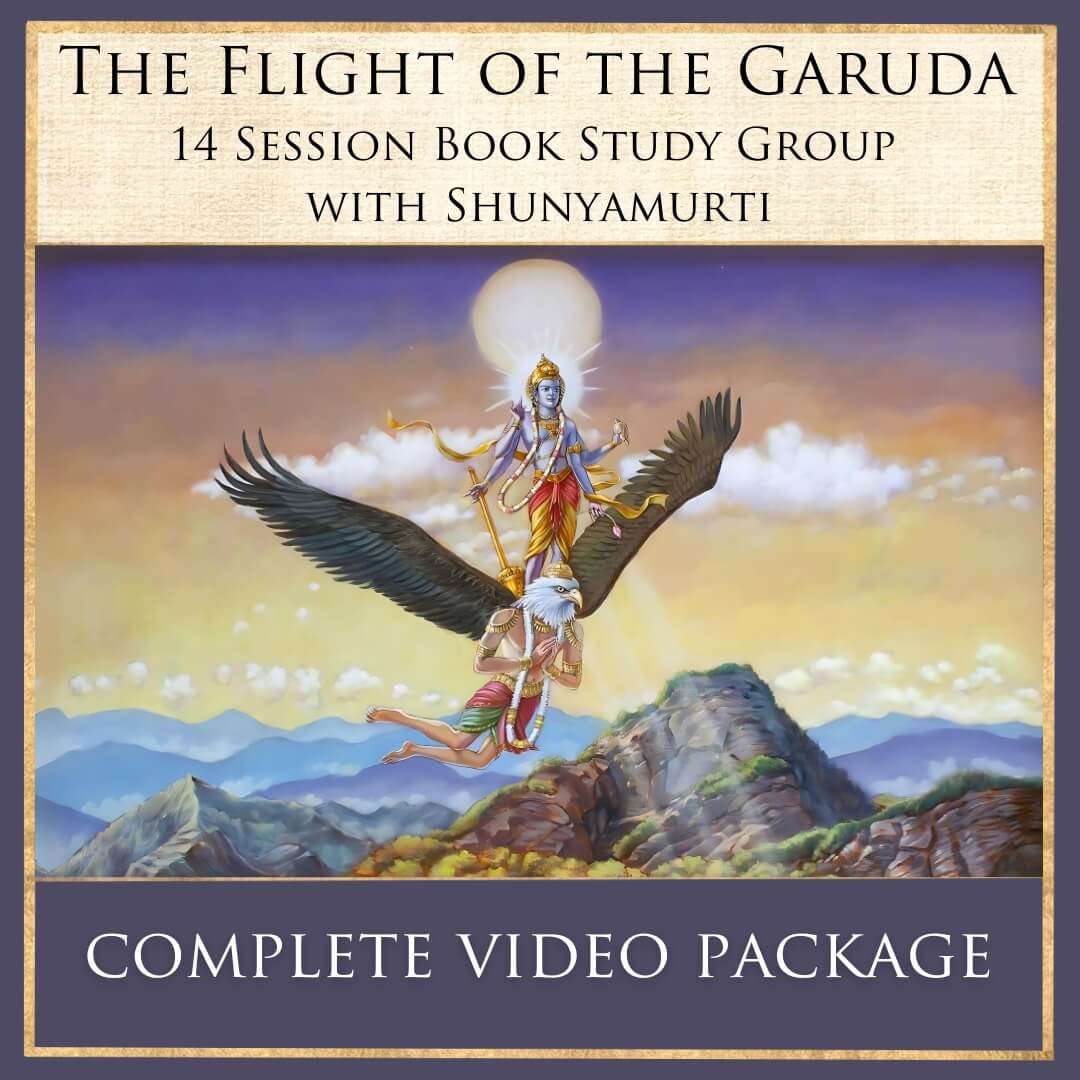 The Flight of the Garuda
14 Session Book Study Group
with Shunyamurti
COMPLETE VIDEO PACKAGE